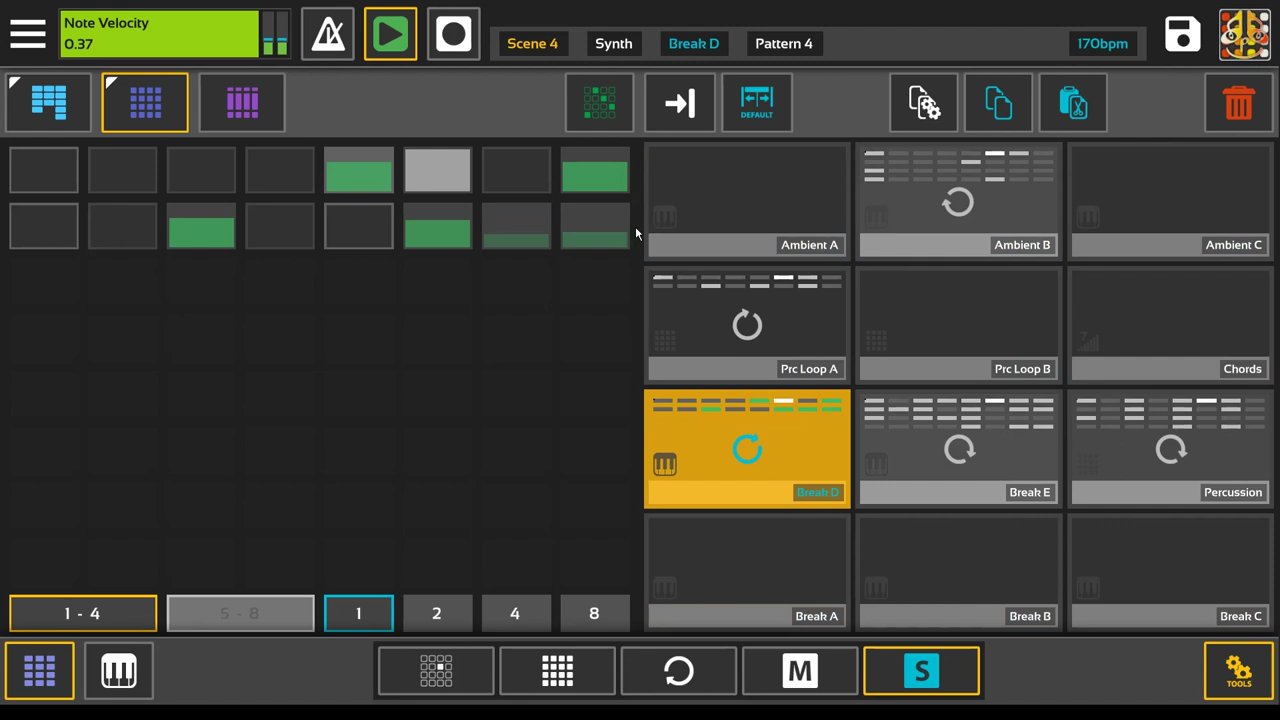 Note Velocity
0.37
Scene 4
Synth
Break D
Pattern 4
170bpm
DEFAULT
Ambient A
Ambient B
Ambient C
Prc Loop A
Prc Loop B
Chords
Break D
Break E
Percussion
Break A
Break B
Break C
1 - 4
5 - 8
1
2
4
8
M
S
TOOLS